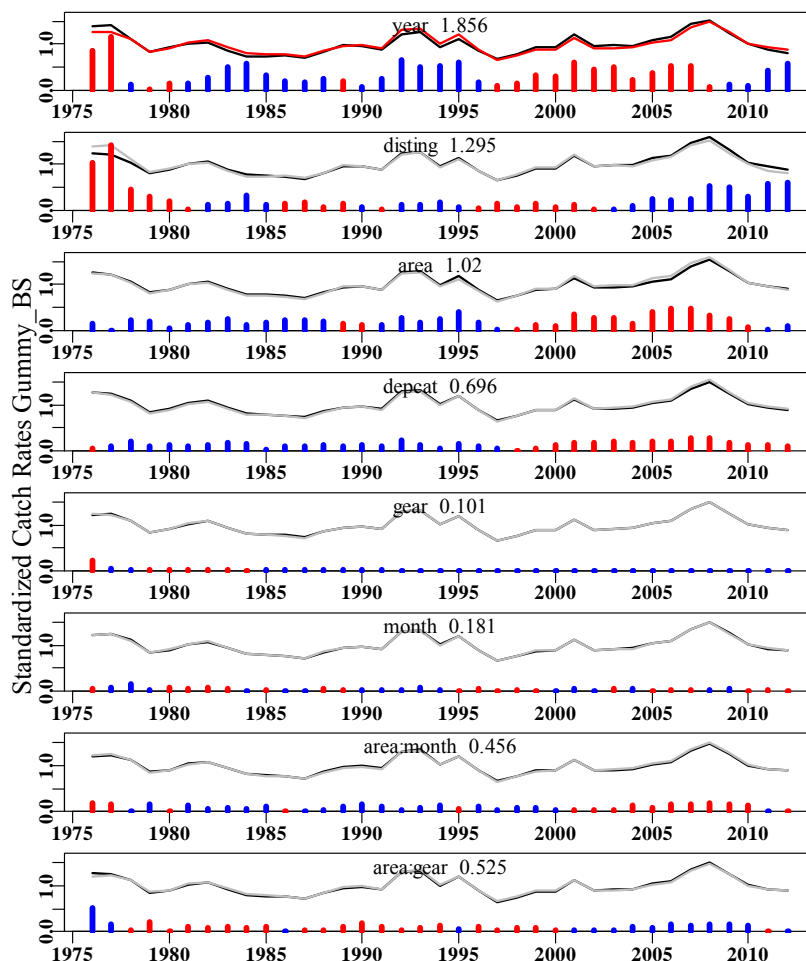 Standardized Catch Rates Gummy_BS
year 1.856
0.0 1.0
1975 1980 1985 1990 1995 2000 2005 2010
disting 1.295
0.0 1.0
1975 1980 1985 1990 1995 2000 2005 2010
area 1.02
0.0 1.0
1975 1980 1985 1990 1995 2000 2005 2010
depcat 0.696
0.0 1.0
1975 1980 1985 1990 1995 2000 2005 2010
gear 0.101
0.0 1.0
1975 1980 1985 1990 1995 2000 2005 2010
month 0.181
0.0 1.0
1975 1980 1985 1990 1995 2000 2005 2010
area:month 0.456
0.0 1.0
1975 1980 1985 1990 1995 2000 2005 2010
area:gear 0.525
0.0 1.0
1975 1980 1985 1990 1995 2000 2005 2010